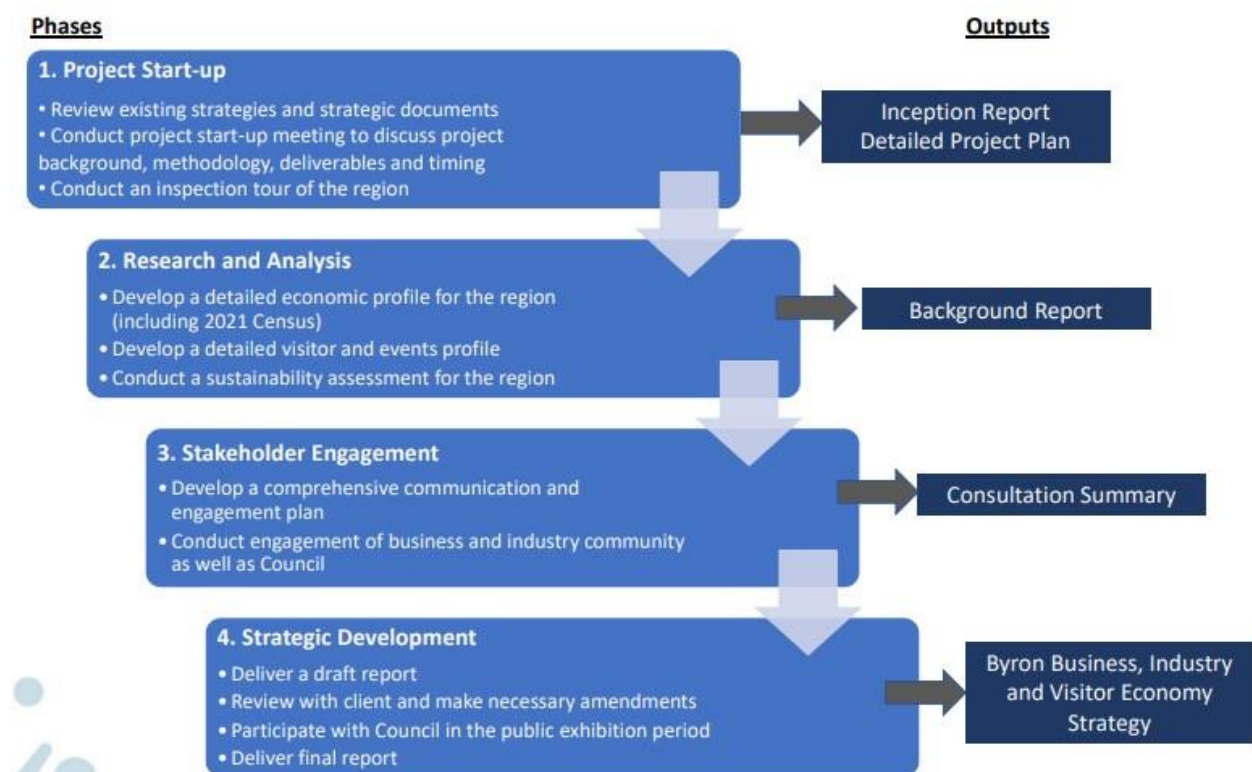 Phases
Outputs
1. Project Start-up
• Review existing strategies and strategic documents
• Conduct project start-up meeting to discuss project
background, methodology, deliverables and timing
• Conduct an inspection tour of the region
Inception Report
Detailed Project Plan
2. Research and Analysis
• Develop a detailed economic profile for the region
(including 2021 Census)
• Develop a detailed visitor and events profile
• Conduct a sustainability assessment for the region
Background Report
3. Stakeholder Engagement
• Develop a comprehensive communication and
engagement plan
• Conduct engagement of business and industry community
as well as Council
Consultation Summary
4. Strategic Development
• Deliver a draft report
• Review with client and make necessary amendments
• Participate with Council in the public exhibition period
• Deliver final report
Byron Business, Industry
and Visitor Economy
Strategy